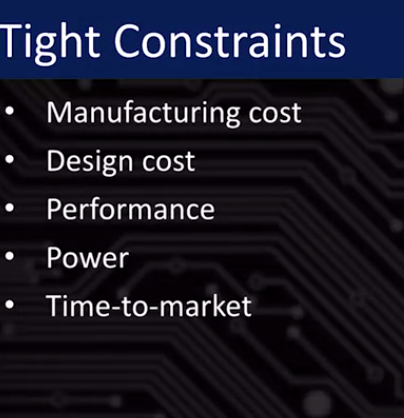 Tight Constraints
• Manufacturing cost
• Design cost
• Performance
• Power
• Time-to-market